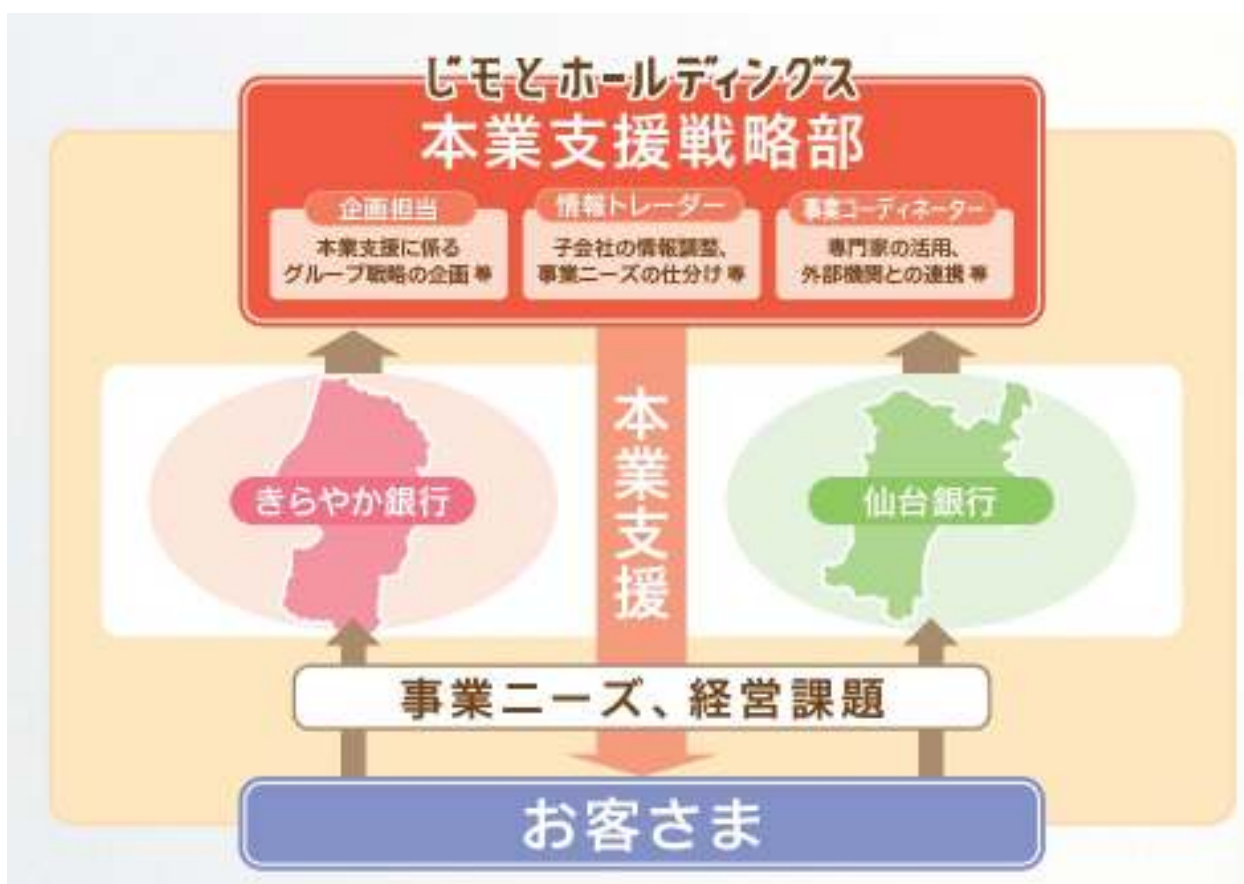 じモとホールディングス
本業支援戦略部
企画担当
本業支援に係る
グループ戦略の企画 等
情報トレーダー
子会社の情報調整、
事業ニーズの仕分け 等
事業コーディネーター
専門家の活用、
外部機関との連携 等
本業支援
きらやか銀行
仙台銀行
事業ニーズ、経営課題
お客さま